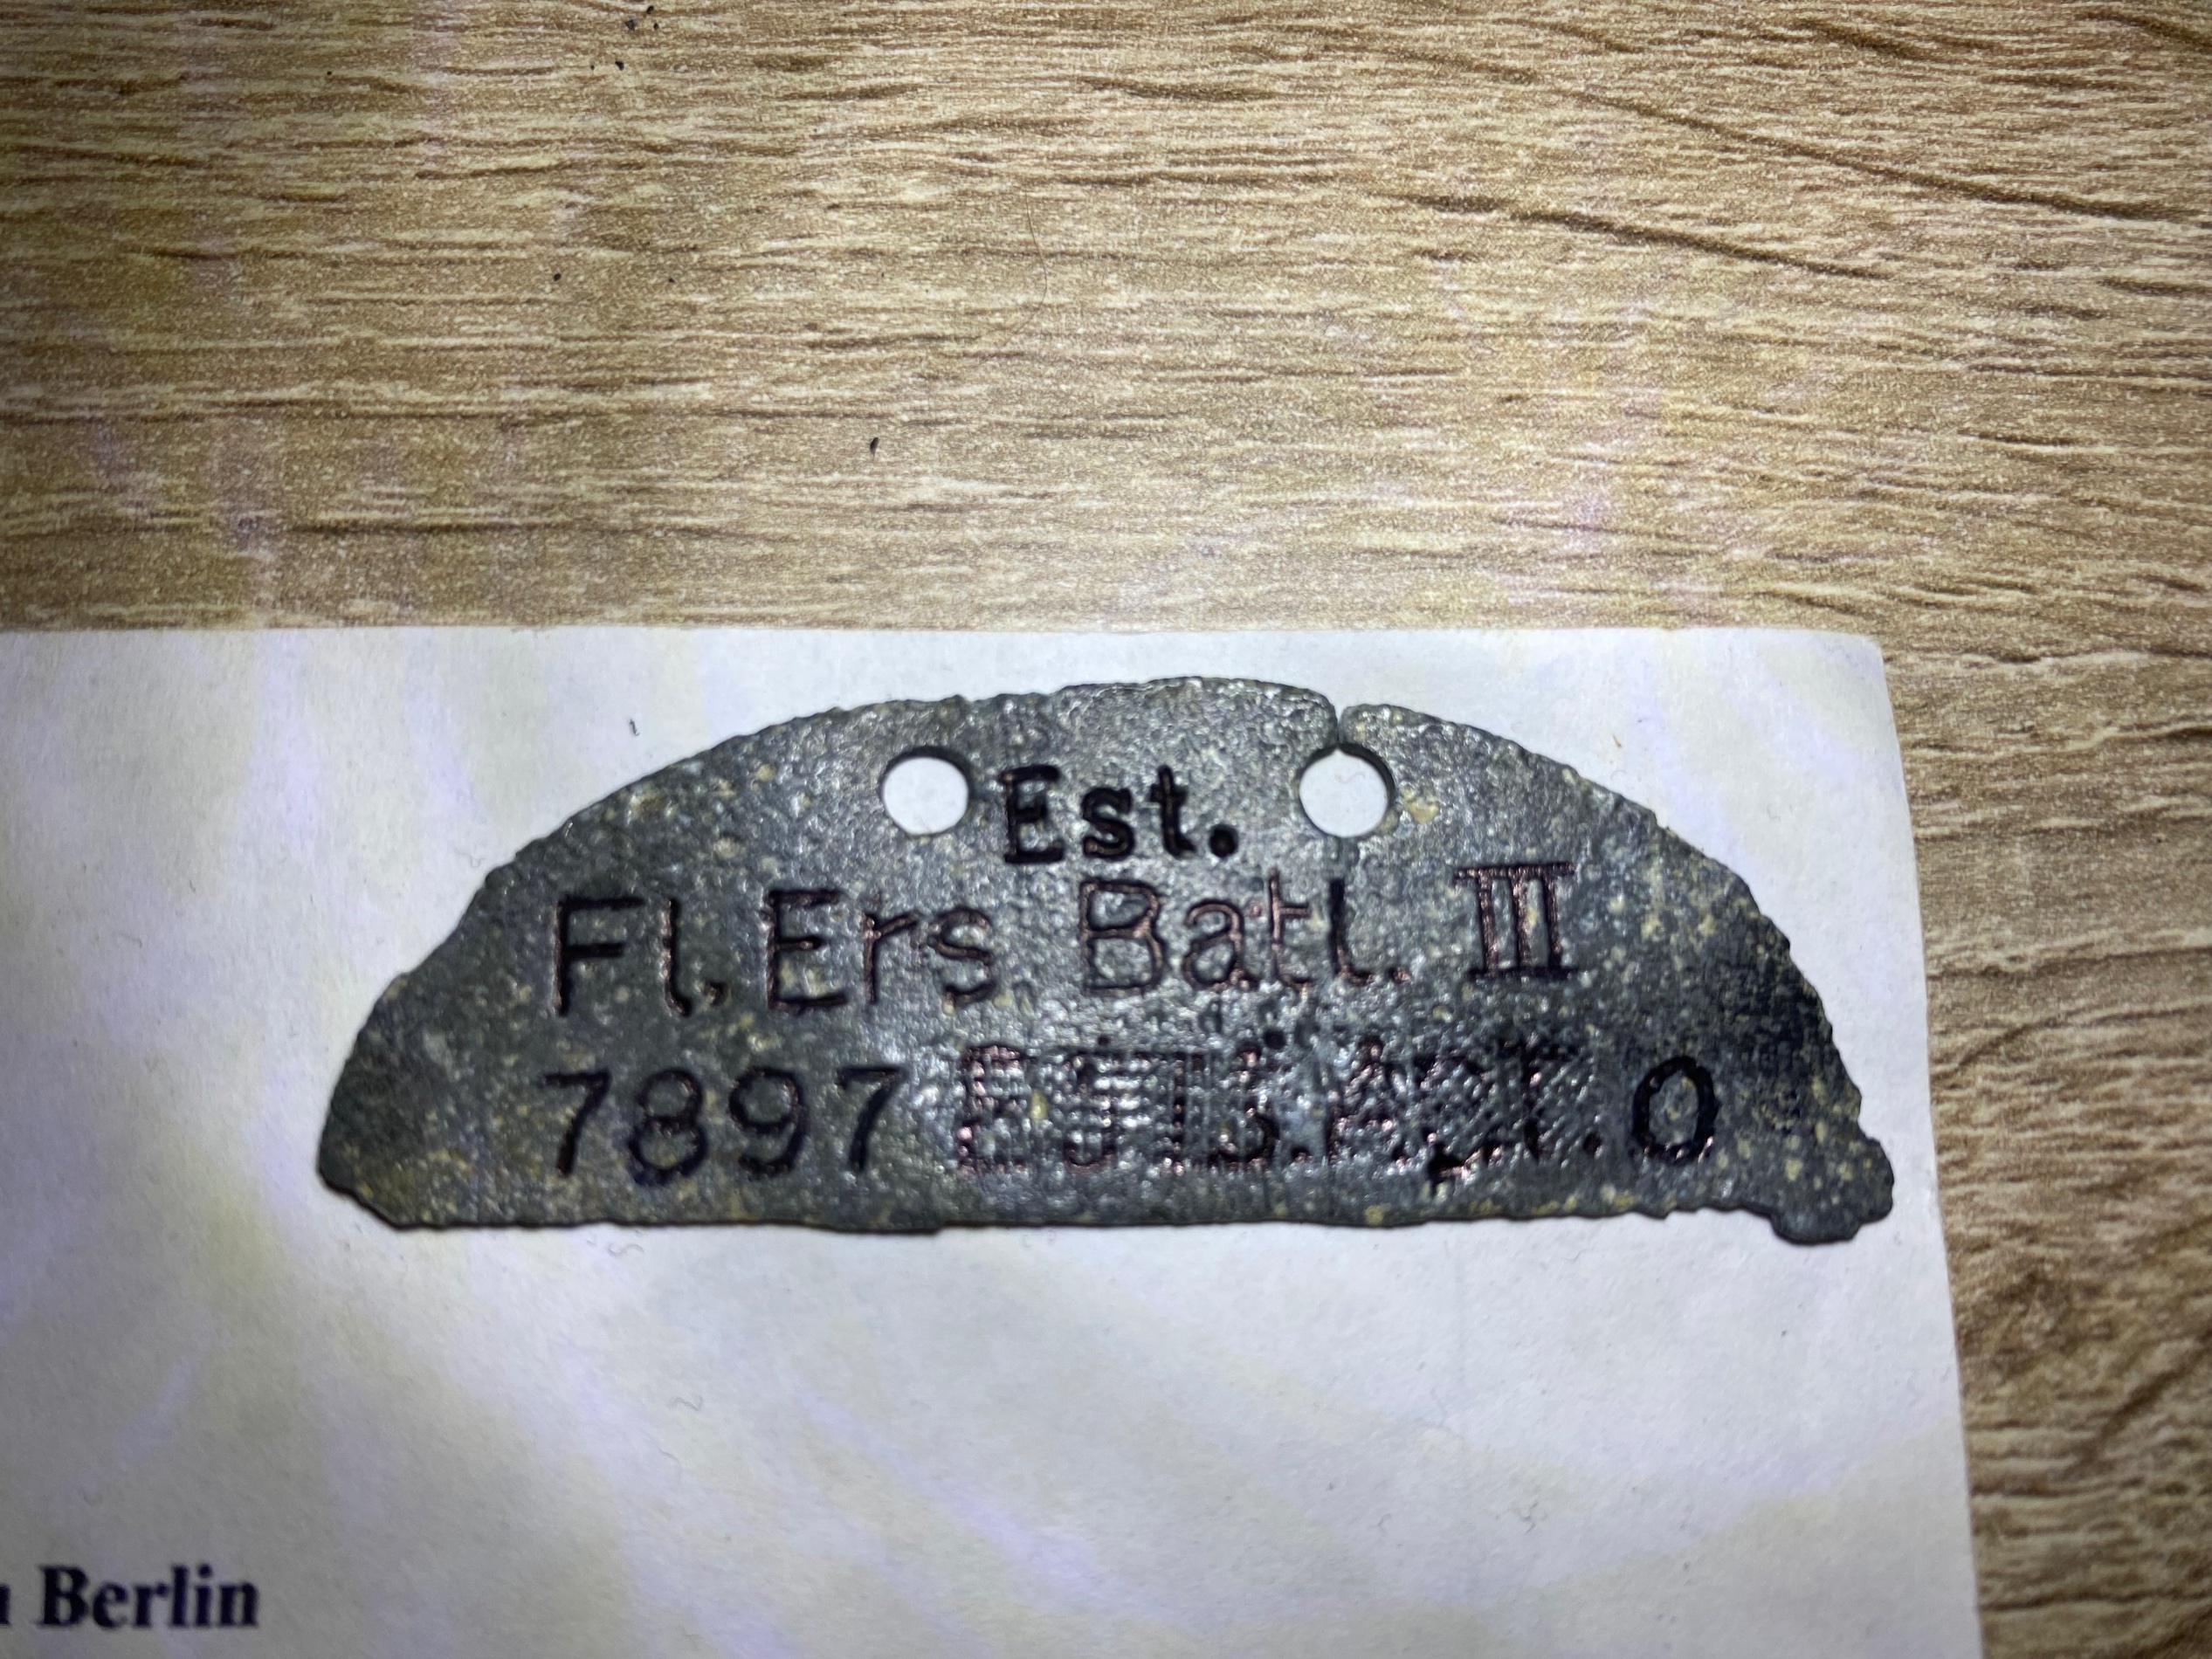 Est.
Fl. Ers Batl. III
7897 O
Berlin